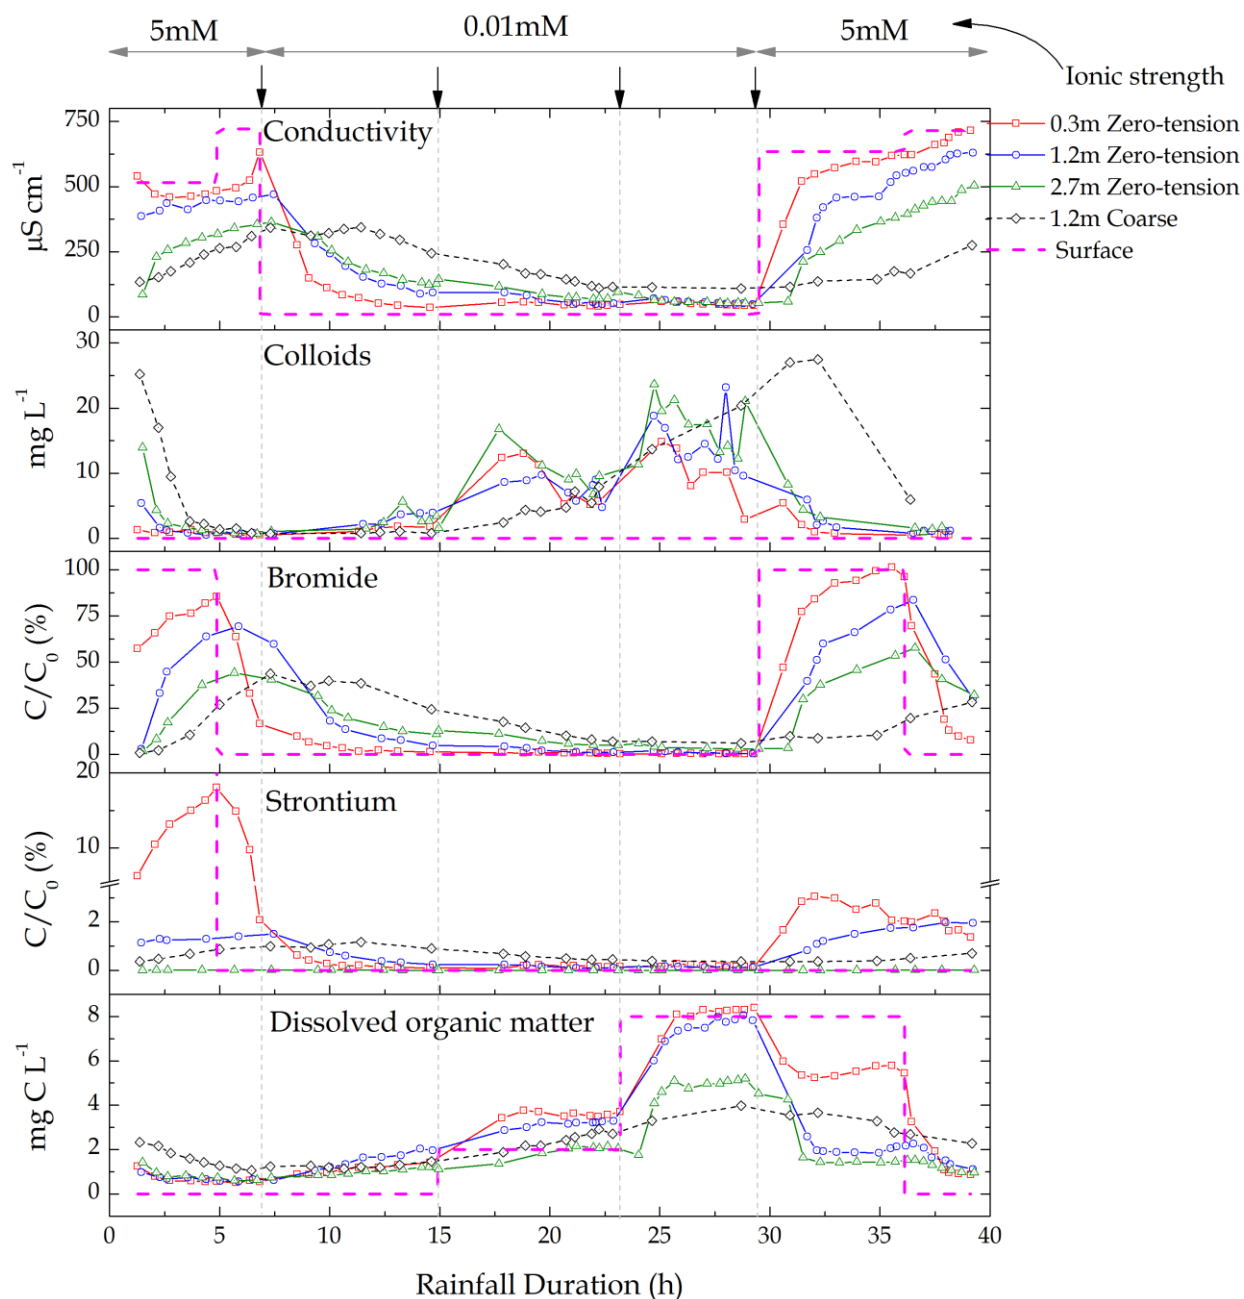 5mM
0.01mM
5mM
Ionic strength
0.3m Zero-tension
1.2m Zero-tension
2.7m Zero-tension
1.2m Coarse
Surface
Conductivity
µS cm⁻¹
750
500
250
0
Colloids
mg L⁻¹
30
20
10
0
Bromide
C/C₀ (%)
100
75
50
25
0
Strontium
C/C₀ (%)
20
10
2
0
Dissolved organic matter
mg C L⁻¹
8
6
4
2
0
0 5 10 15 20 25 30 35 40
Rainfall Duration (h)